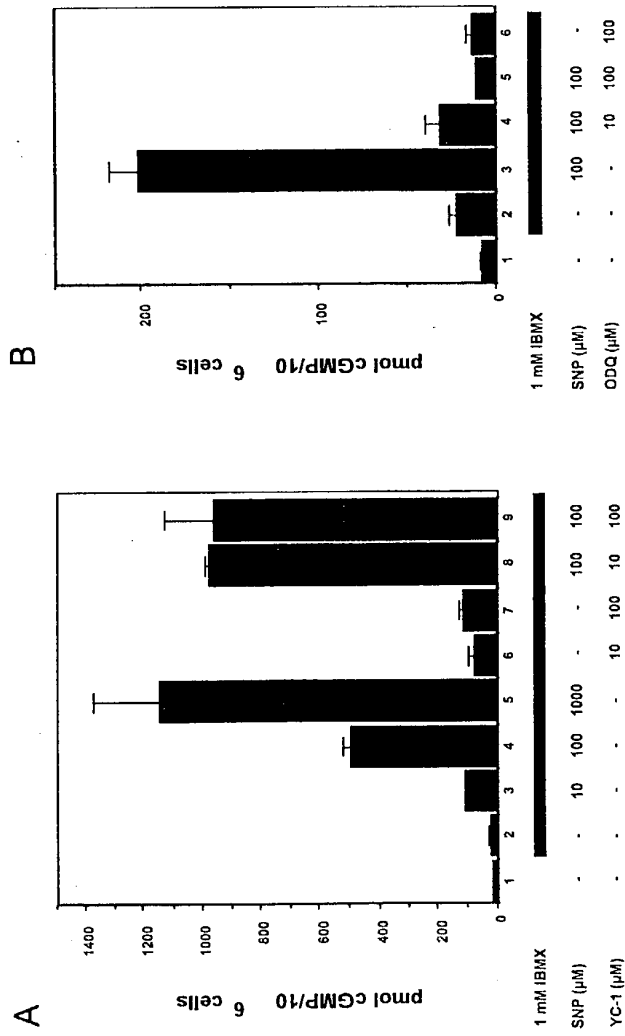 A
pmol cGMP/10
6 cells
1400
1200
1000
800
600
400
200
0
1 2 3 4 5 6 7 8 9
1 mM IBMX
SNP (µM) - - 10 100 1000 - - 100 100
YC-1 (µM) - - - - - 10 100 10 100
B
pmol cGMP/10
6 cells
200
100
0
1 2 3 4 5 6
1 mM IBMX
SNP (µM) - - 100 100 100 -
ODQ (µM) - - - 10 100 100